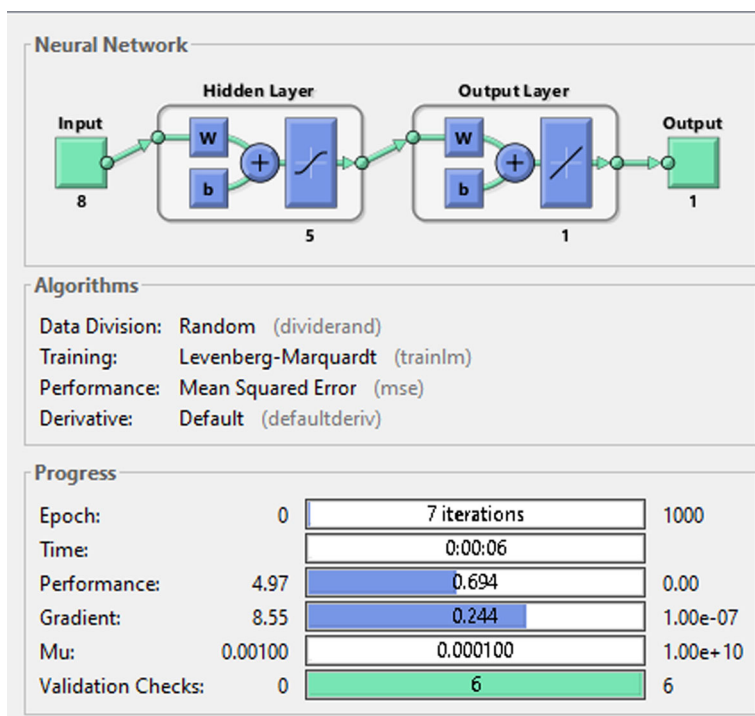 Neural Network
Hidden Layer
Output Layer
Input
Output
W
W
b
b
8
1
5
1
Algorithms
Data Division: Random (dividerand)
Training: Levenberg-Marquardt (trainlm)
Performance: Mean Squared Error (mse)
Derivative: Default (defaultderiv)
Progress
Epoch: 0 7 iterations 1000
Time: 0:00:06
Performance: 4.97 0.694 0.00
Gradient: 8.55 0.244 1.00e-07
Mu: 0.00100 0.000100 1.00e+10
Validation Checks: 0 6 6